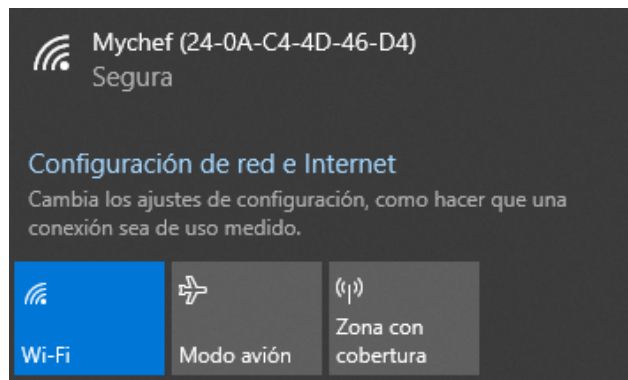 Mychef (24-0A-C4-4D-46-D4)
Segura
Configuración de red e Internet
Cambia los ajustes de configuración, como hacer que una
conexión sea de uso medido.
Wi-Fi
Modo avión
Zona con
cobertura